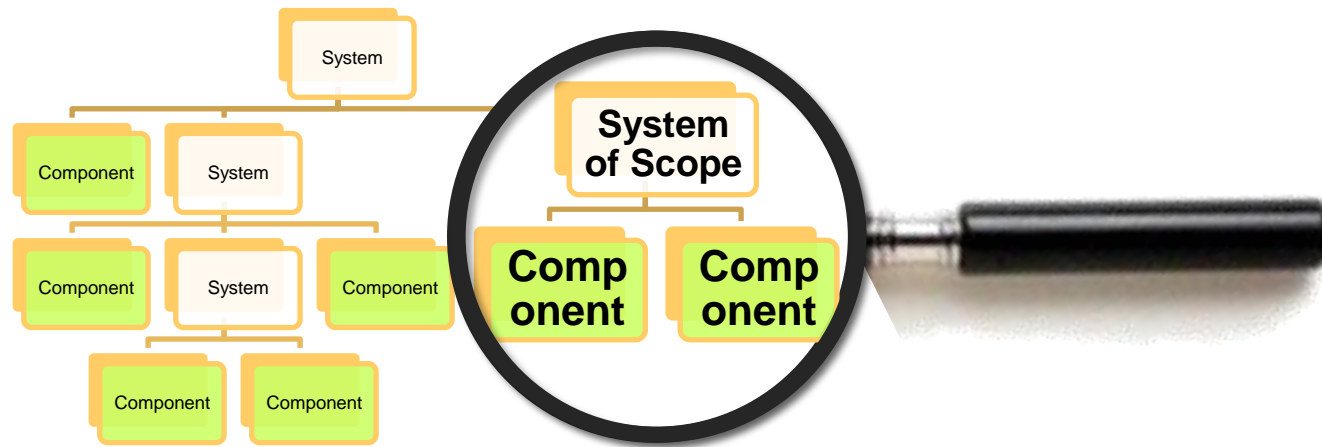 System
System
of Scope
Component
System
Comp
onent
Comp
onent
Component
System
Component
Component
Component